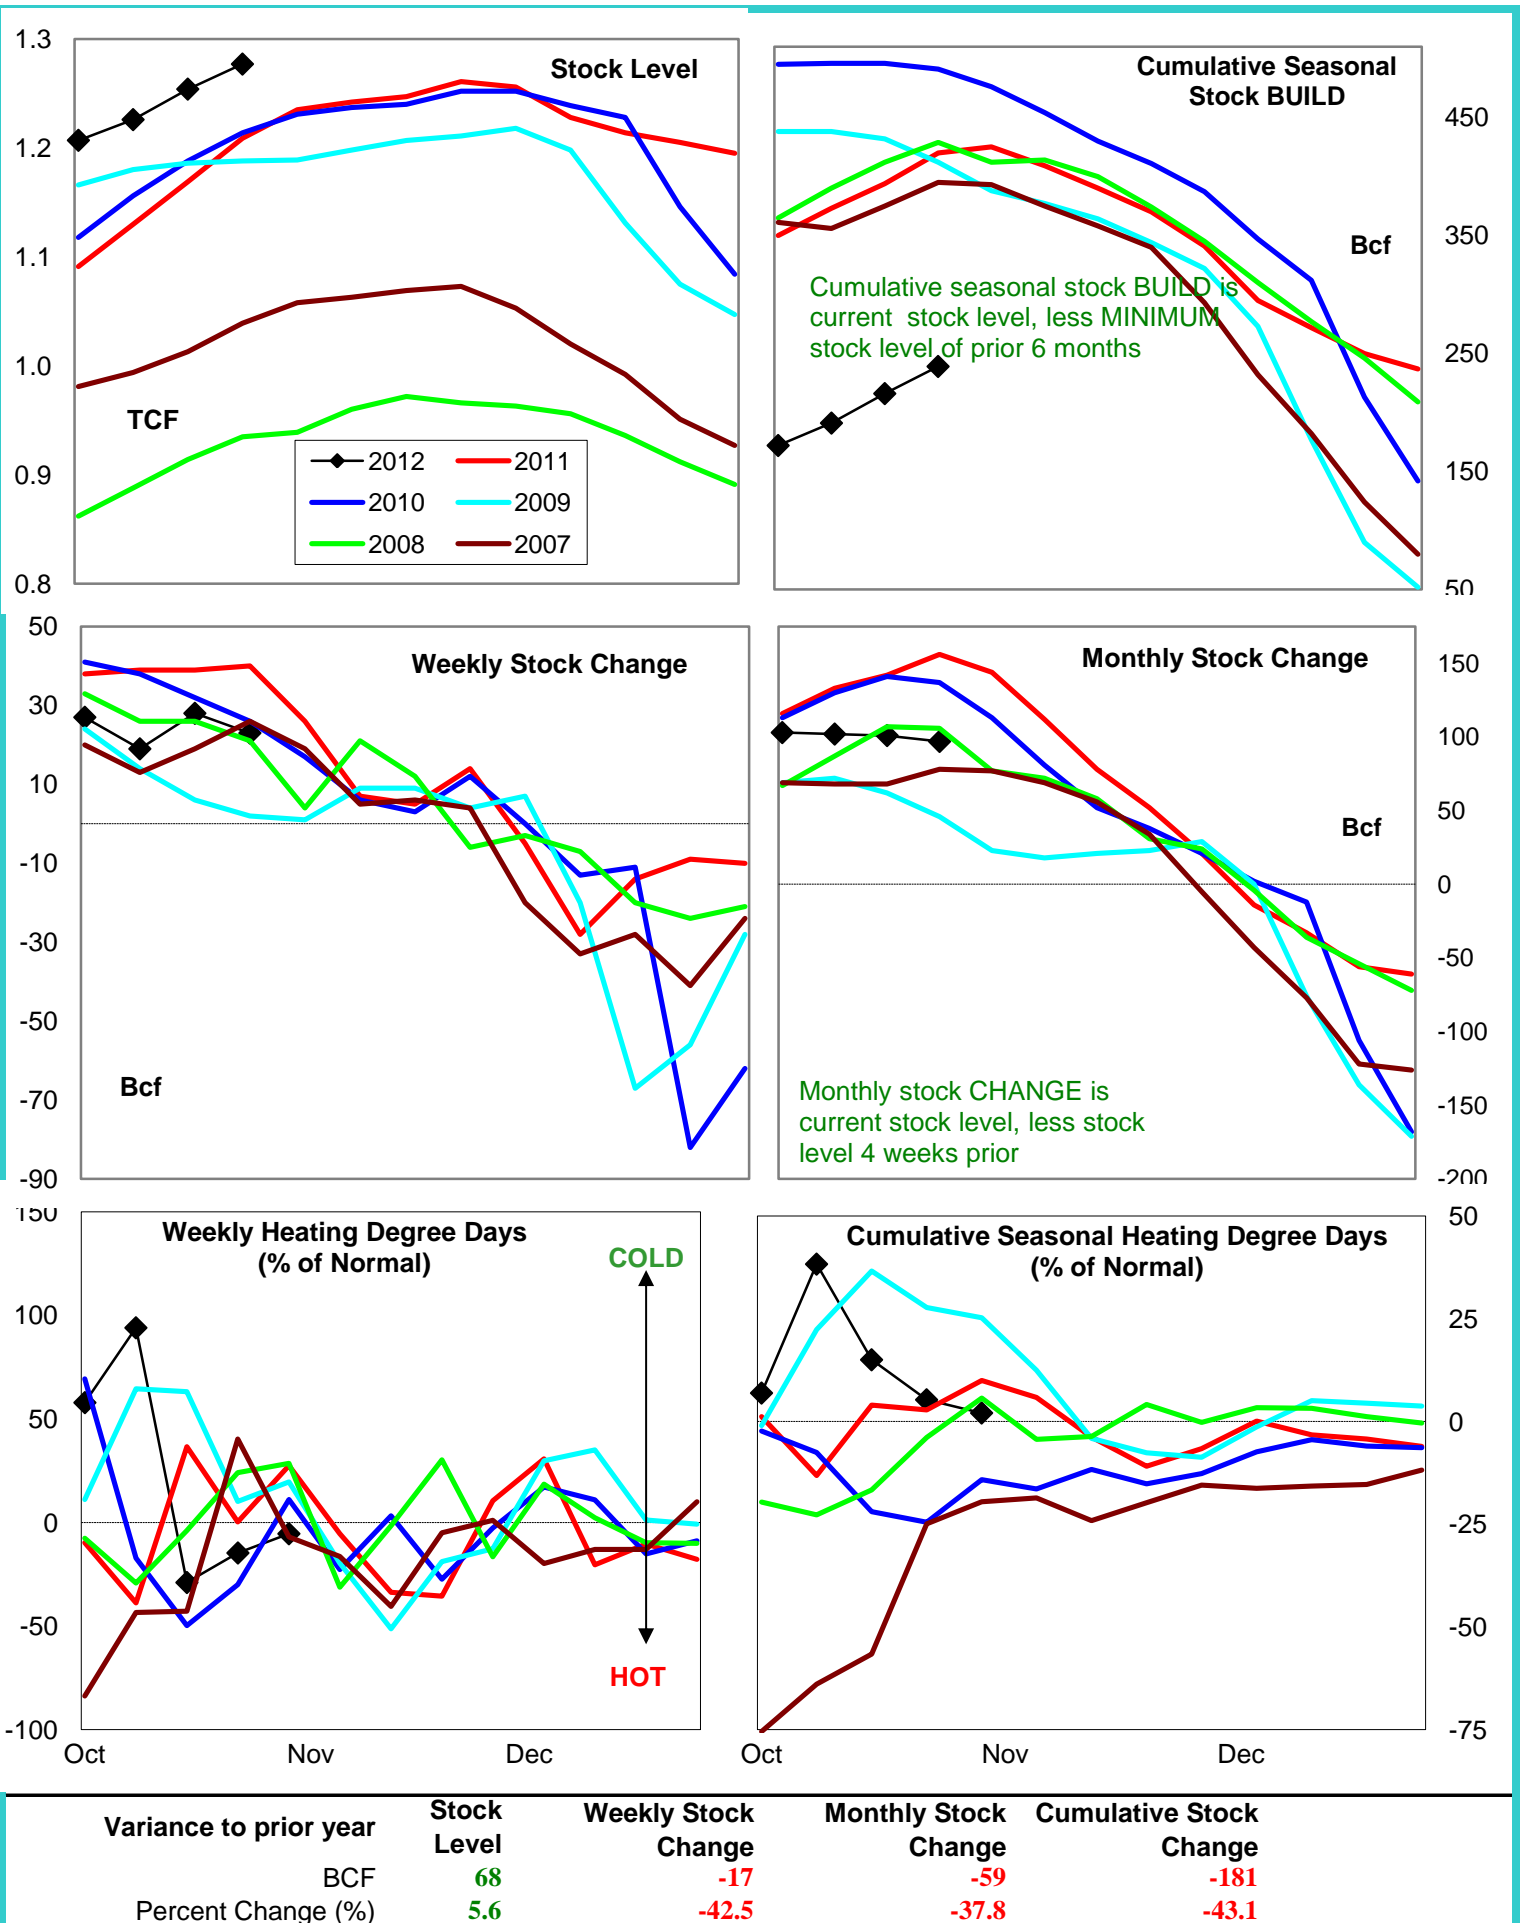 1.3
1.2
1.1
1.0
0.9
0.8
Stock Level
TCF
2012
2011
2010
2009
2008
2007
Cumulative Seasonal
Stock BUILD
450
350
250
150
50
Bcf
Cumulative seasonal stock BUILD is
current stock level, less MINIMUM
stock level of prior 6 months
50
30
10
-10
-30
-50
-70
-90
Weekly Stock Change
Bcf
Monthly Stock Change
150
100
50
0
-50
-100
-150
-200
Bcf
Monthly stock CHANGE is
current stock level, less stock
level 4 weeks prior
150
100
50
0
-50
-100
Weekly Heating Degree Days
(% of Normal)
COLD
HOT
Oct Nov Dec
Cumulative Seasonal Heating Degree Days
(% of Normal)
50
25
0
-25
-50
-75
Oct Nov Dec
Variance to prior year
Stock
Level
Weekly Stock
Change
Monthly Stock
Change
Cumulative Stock
Change
BCF 68 -17 -59 -181
Percent Change (%) 5.6 -42.5 -37.8 -43.1